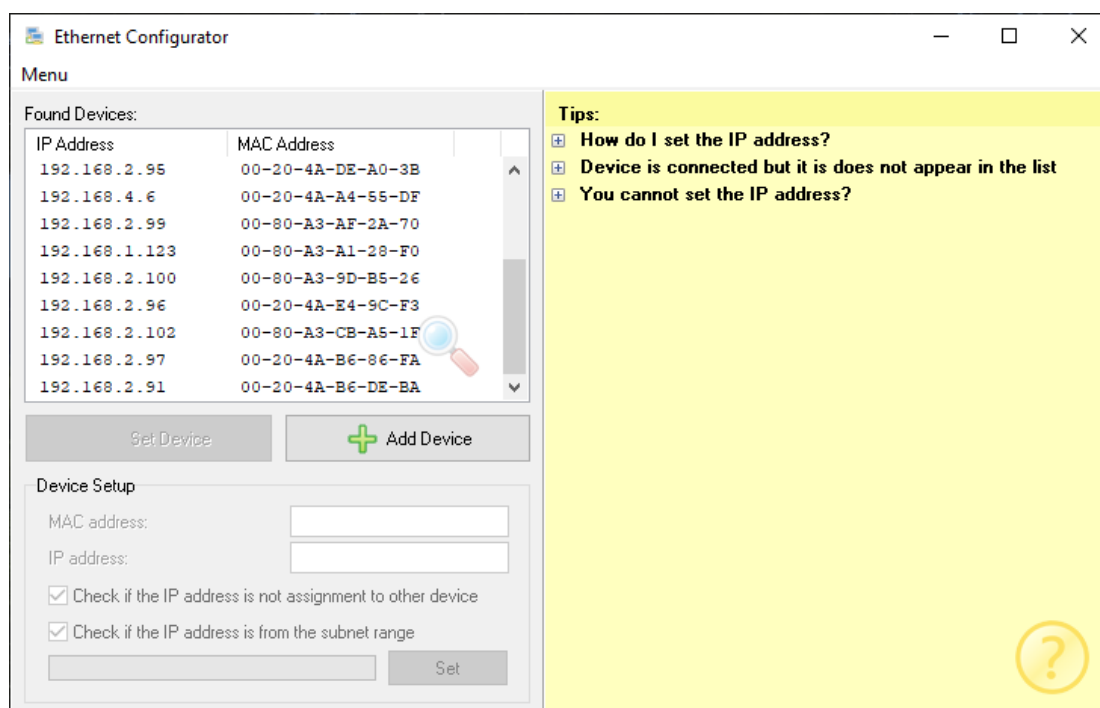 Ethernet Configurator
Menu
Found Devices:
IP Address MAC Address
192.168.2.95 00-20-4A-DE-A0-3B
192.168.4.6 00-20-4A-A4-55-DF
192.168.2.99 00-80-A3-AF-2A-70
192.168.1.123 00-80-A3-A1-28-F0
192.168.2.100 00-80-A3-9D-B5-26
192.168.2.96 00-20-4A-E4-9C-F3
192.168.2.102 00-80-A3-CB-A5-1F
192.168.2.97 00-20-4A-B6-86-FA
192.168.2.91 00-20-4A-B6-DE-BA
Set Device Add Device
Device Setup
MAC address:
IP address:
Check if the IP address is not assignment to other device
Check if the IP address is from the subnet range
Set
Tips:
How do I set the IP address?
Device is connected but it is does not appear in the list
You cannot set the IP address?
?